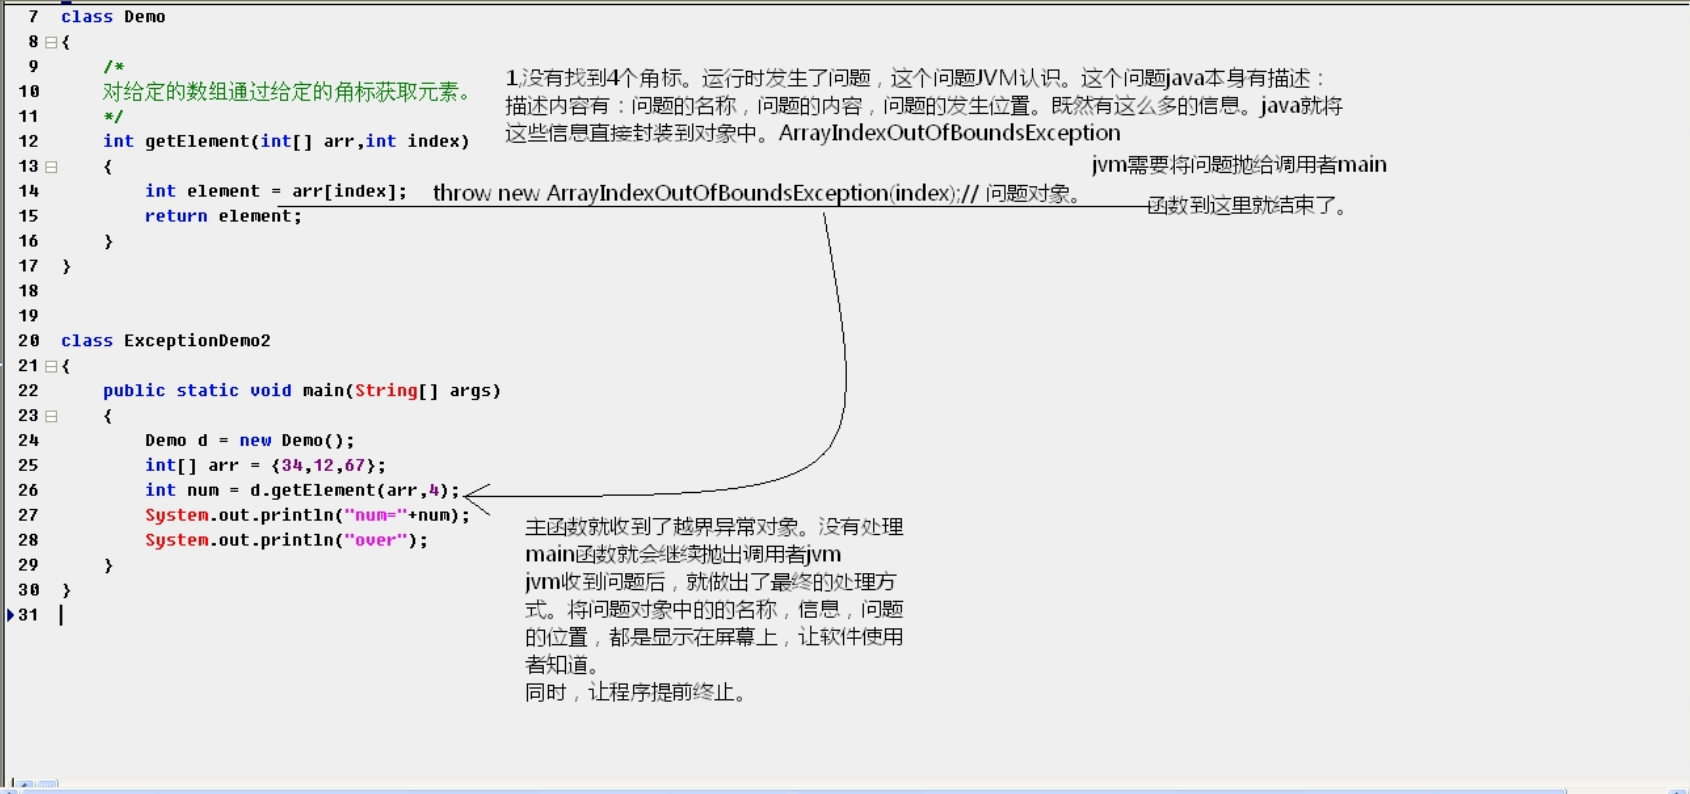 7 class Demo
8 {
9 /*
10 对给定的数组通过给定的角标获取元素。
11 */
12 int getElement(int[] arr,int index)
13 {
14 int element = arr[index]; throw new ArrayIndexOutOfBoundsException(index);// 问题对象。
15 return element;
16 }
17 }
18
19
20 class ExceptionDemo2
21 {
22 public static void main(String[] args)
23 {
24 Demo d = new Demo();
25 int[] arr = {34,12,67};
26 int num = d.getElement(arr,4);
27 System.out.println("num="+num);
28 System.out.println("over");
29 }
30 }
31
1,没有找到4个角标。运行时发生了问题，这个问题JVM认识。这个问题java本身有描述：
描述内容有：问题的名称，问题的内容，问题的发生位置。既然有这么多的信息。java就将
这些信息直接封装到对象中。ArrayIndexOutOfBoundsException
jvm需要将问题抛给调用者main
函数到这里就结束了。
主函数就收到了越界异常对象。没有处理
main函数就会继续抛出调用者jvm
jvm收到问题后，就做出了最终的处理方
式。将问题对象中的的名称，信息，问题
的位置，都是显示在屏幕上，让软件使用
者知道。
同时，让程序提前终止。